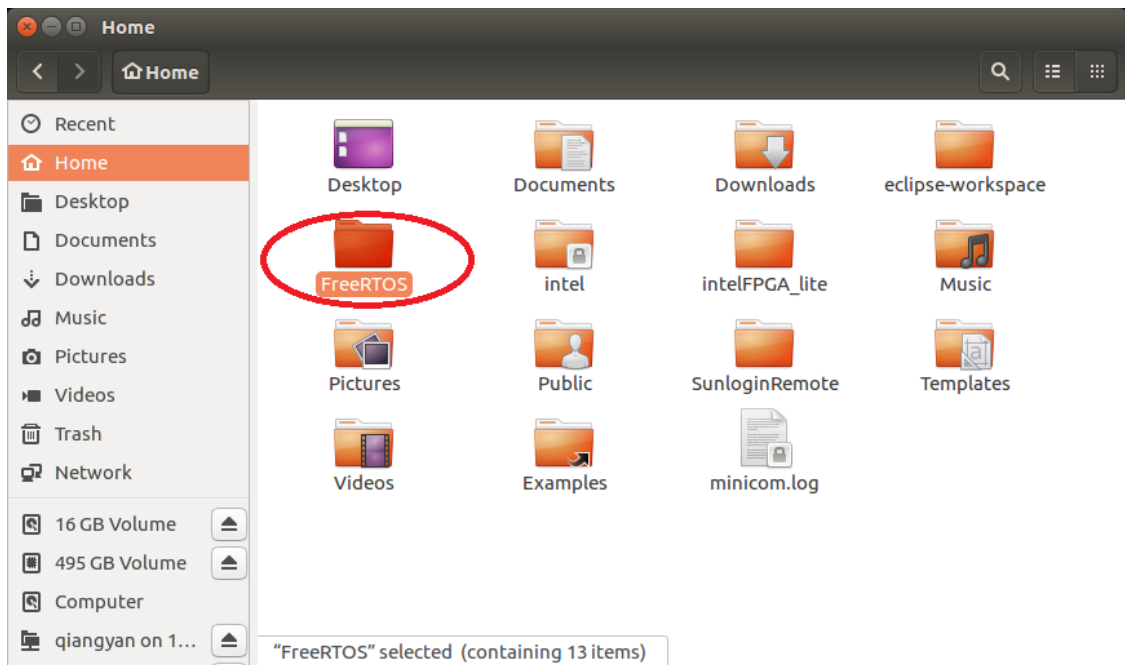 Home
Home
Recent
Home
Desktop
Documents
Downloads
Music
Pictures
Videos
Trash
Network
16 GB Volume
495 GB Volume
Computer
qiangyan on 1...
Desktop
Documents
Downloads
eclipse-workspace
FreeRTOS
intel
intelFPGA_lite
Music
Pictures
Public
SunloginRemote
Templates
Videos
Examples
minicom.log
“FreeRTOS” selected (containing 13 items)